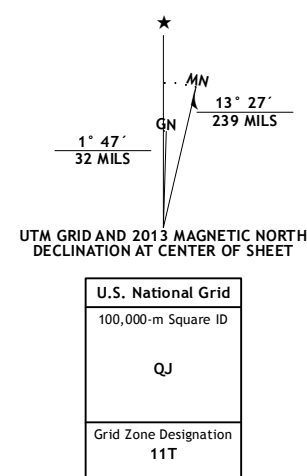 ★
MN
GN
13° 27´
239 MILS
1° 47´
32 MILS
UTM GRID AND 2013 MAGNETIC NORTH
DECLINATION AT CENTER OF SHEET
U.S. National Grid
100,000-m Square ID
QJ
Grid Zone Designation
11T